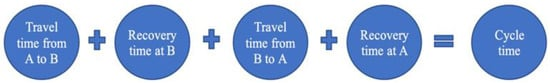 Travel
time from
A to B
+
Recovery
time at B
+
Travel
time from
B to A
+
Recovery
time at A
=
Cycle
time